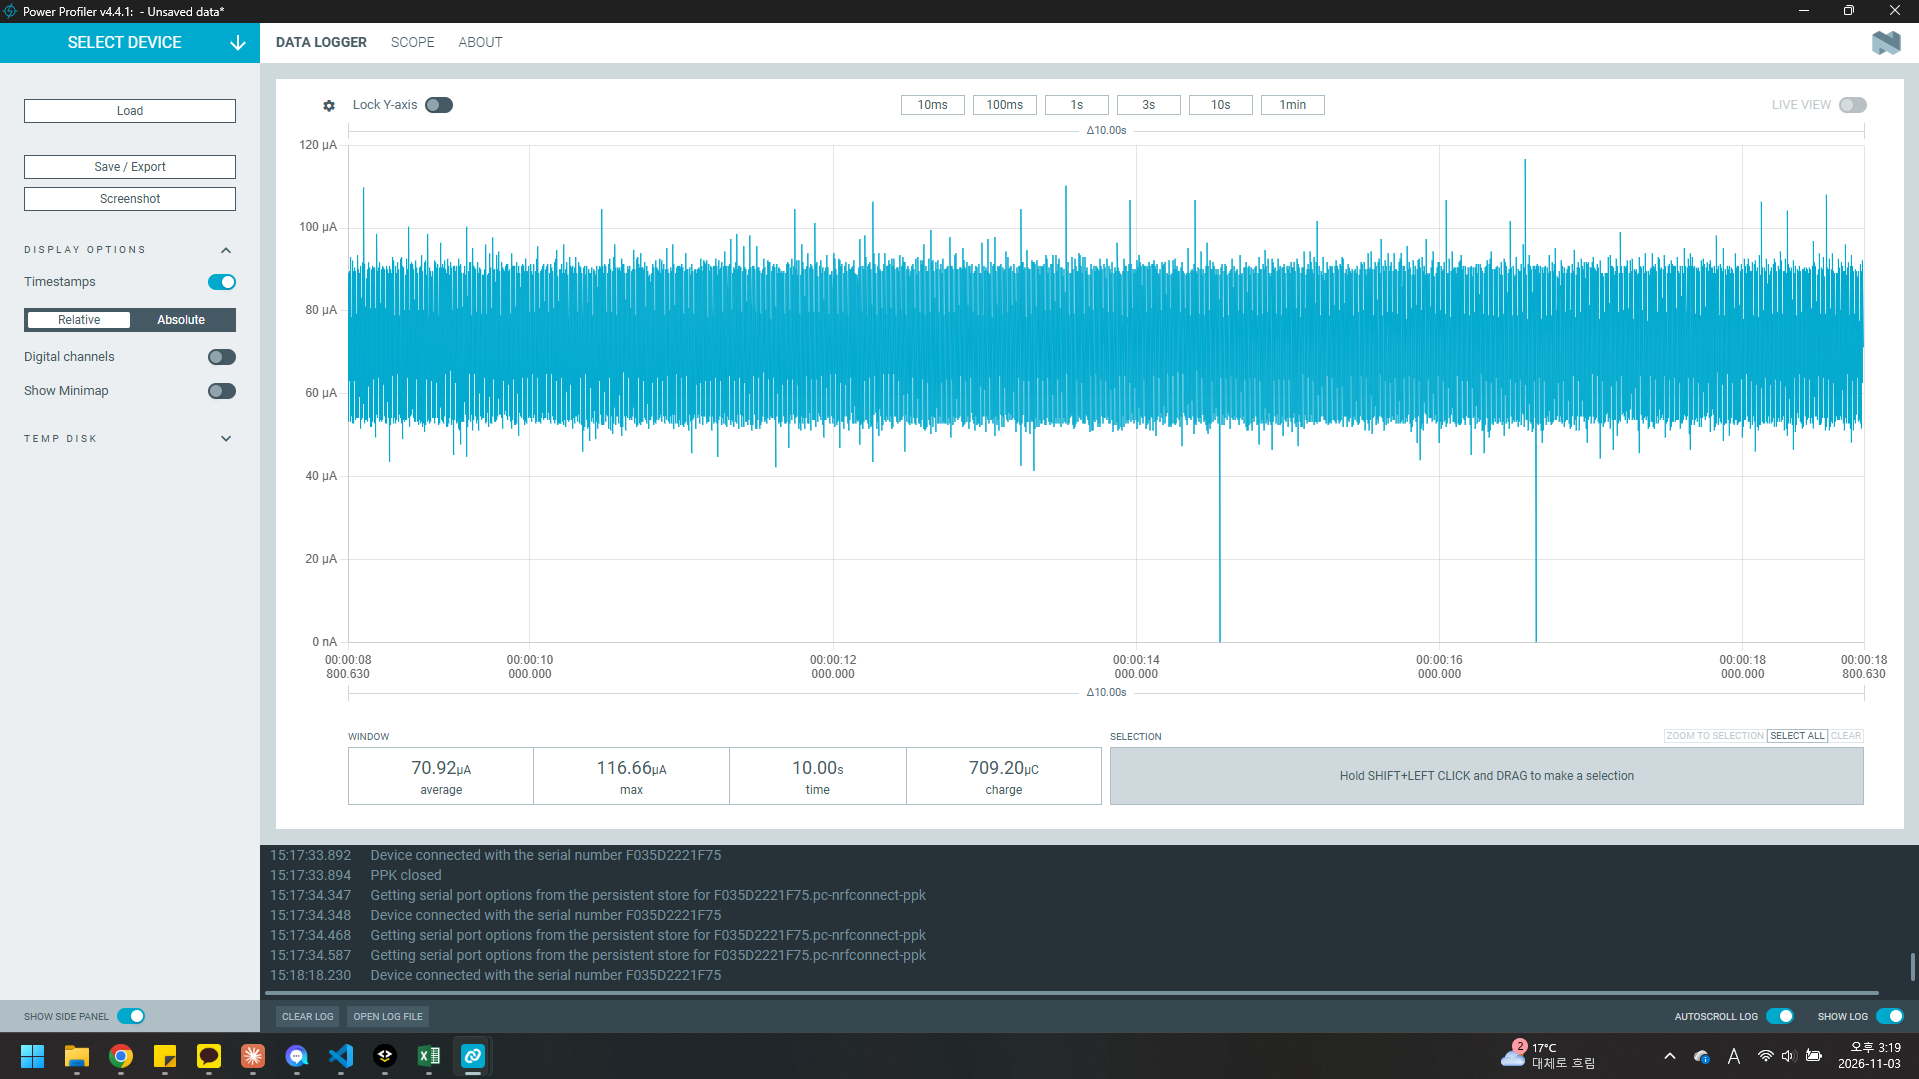 Power Profiler v4.4.1:  - Unsaved data*
SELECT DEVICE
DATA LOGGER SCOPE ABOUT
Load
Save / Export
Screenshot
DISPLAY OPTIONS
Timestamps
Relative Absolute
Digital channels
Show Minimap
TEMP DISK
Lock Y-axis
10ms 100ms 1s 3s 10s 1min
LIVE VIEW
Δ10.00s
120 µA
100 µA
80 µA
60 µA
40 µA
20 µA
0 nA
00:00:08 00:00:10 00:00:12 00:00:14 00:00:16 00:00:18 00:00:18
800.630 000.000 000.000 000.000 000.000 000.000 800.630
Δ10.00s
WINDOW
70.92µA 116.66µA 10.00s 709.20µC
average max time charge
SELECTION
ZOOM TO SELECTION SELECT ALL CLEAR
Hold SHIFT+LEFT CLICK and DRAG to make a selection
15:17:33.892 Device connected with the serial number F035D2221F75
15:17:33.894 PPK closed
15:17:34.347 Getting serial port options from the persistent store for F035D2221F75.pc-nrfconnect-ppk
15:17:34.348 Device connected with the serial number F035D2221F75
15:17:34.468 Getting serial port options from the persistent store for F035D2221F75.pc-nrfconnect-ppk
15:17:34.587 Getting serial port options from the persistent store for F035D2221F75.pc-nrfconnect-ppk
15:18:18.230 Device connected with the serial number F035D2221F75
SHOW SIDE PANEL
CLEAR LOG OPEN LOG FILE
AUTOSCROLL LOG SHOW LOG
2
17°C
대체로 흐림
A
오후 3:19
2026-11-03